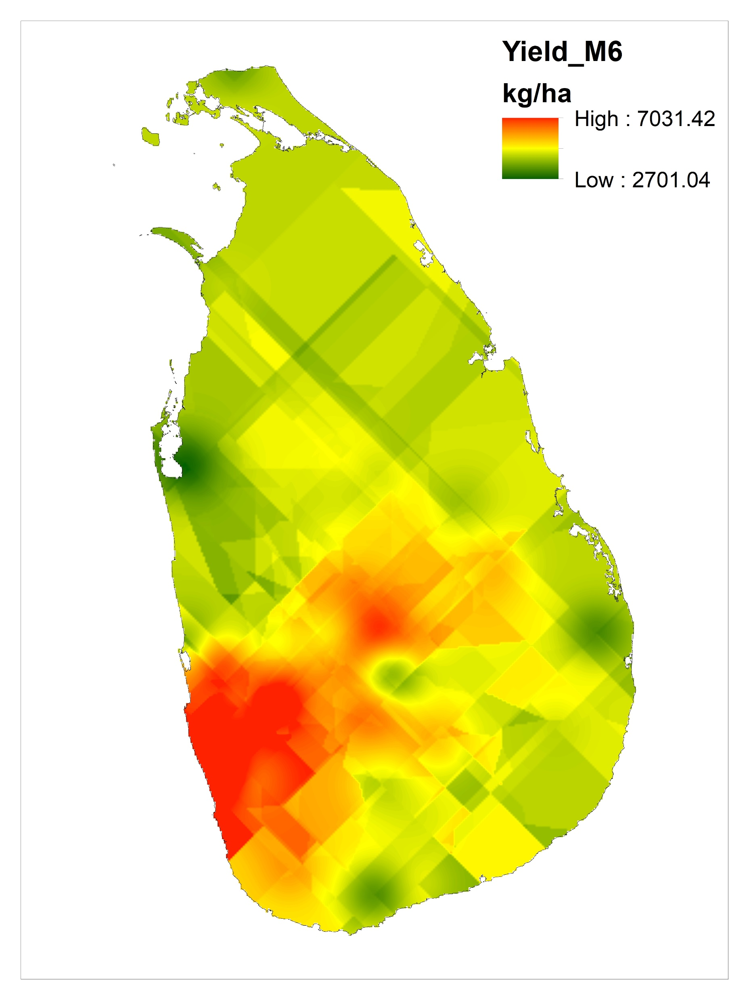 Yield_M6
kg/ha
High : 7031.42
Low : 2701.04